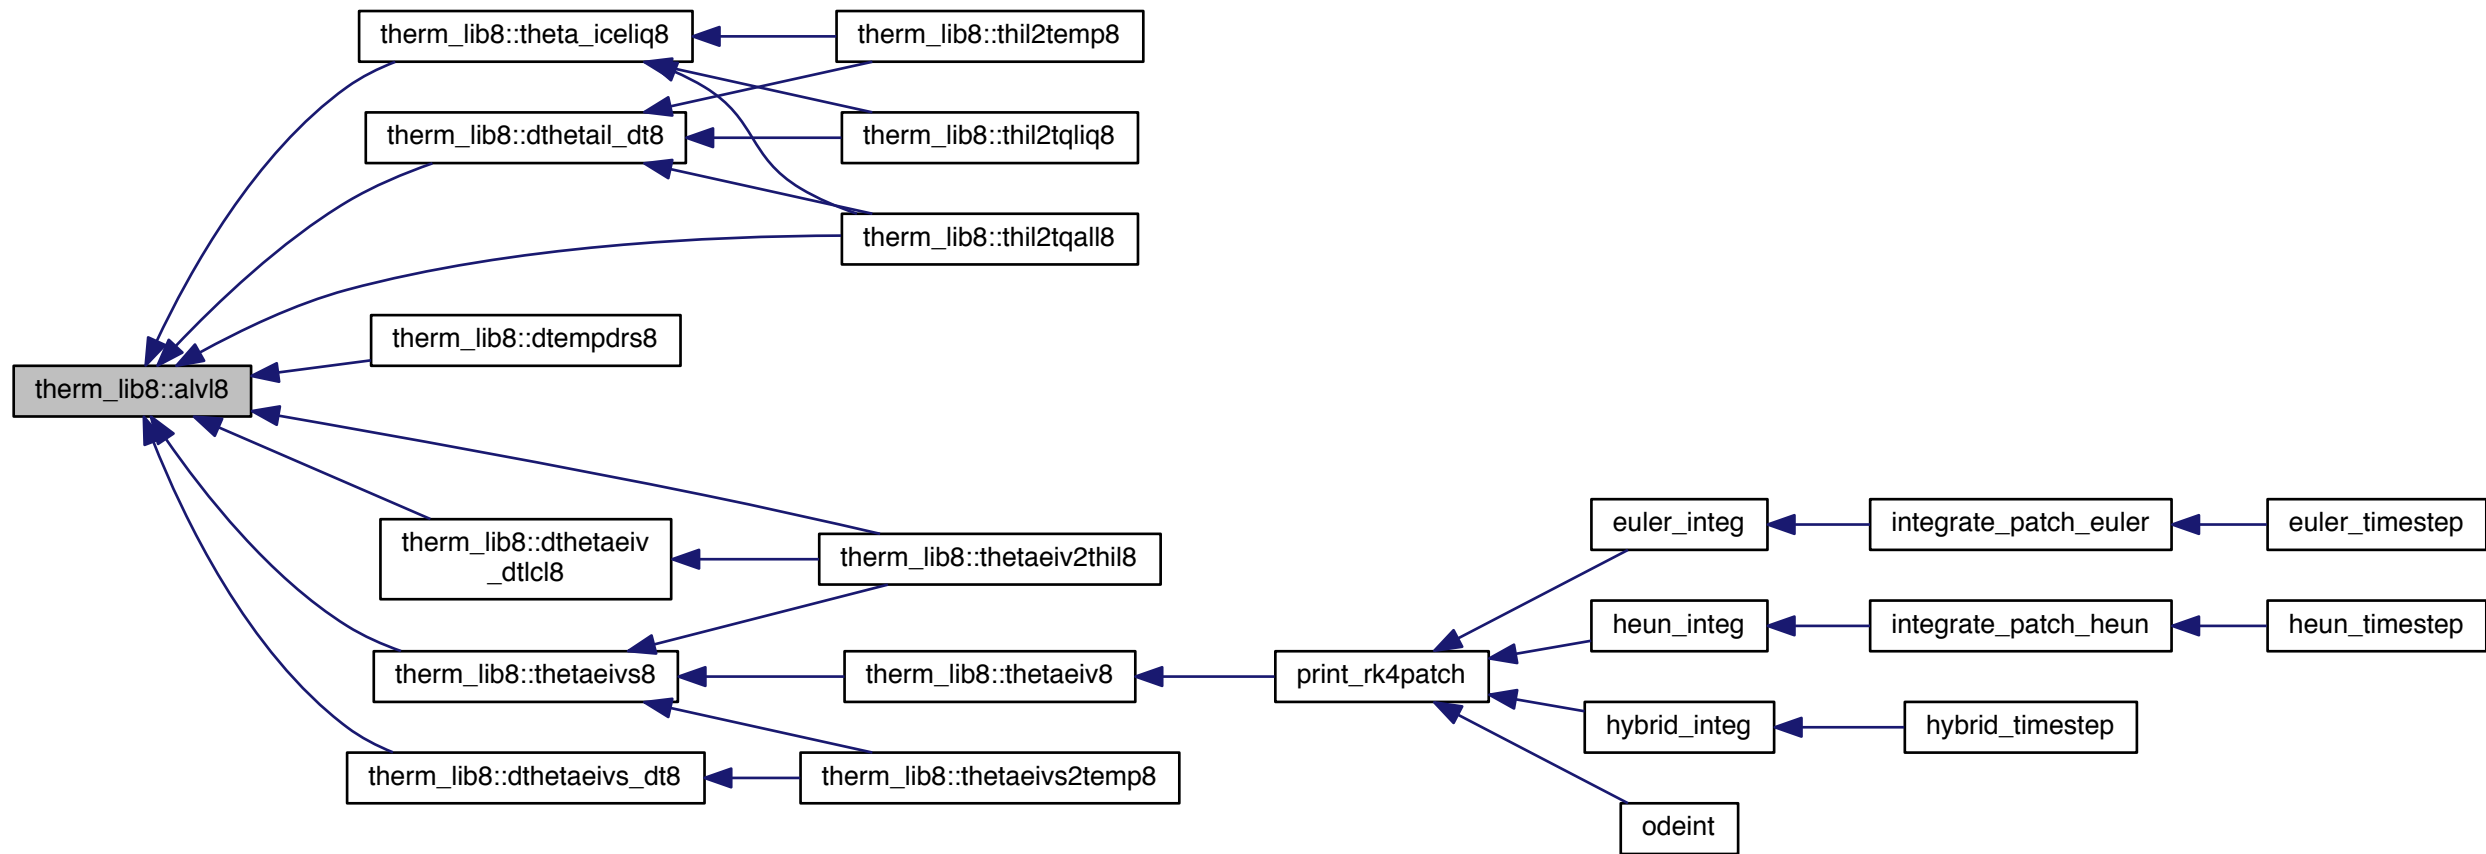 therm_lib8::theta_iceliq8
therm_lib8::thil2temp8
therm_lib8::dthetail_dt8
therm_lib8::thil2tqliq8
therm_lib8::thil2tqall8
therm_lib8::dtempdrs8
therm_lib8::alvl8
therm_lib8::dthetaeiv
_dtlcl8
therm_lib8::thetaeiv2thil8
euler_integ
integrate_patch_euler
euler_timestep
heun_integ
integrate_patch_heun
heun_timestep
therm_lib8::thetaeivs8
therm_lib8::thetaeiv8
print_rk4patch
hybrid_integ
hybrid_timestep
therm_lib8::dthetaeivs_dt8
therm_lib8::thetaeivs2temp8
odeint